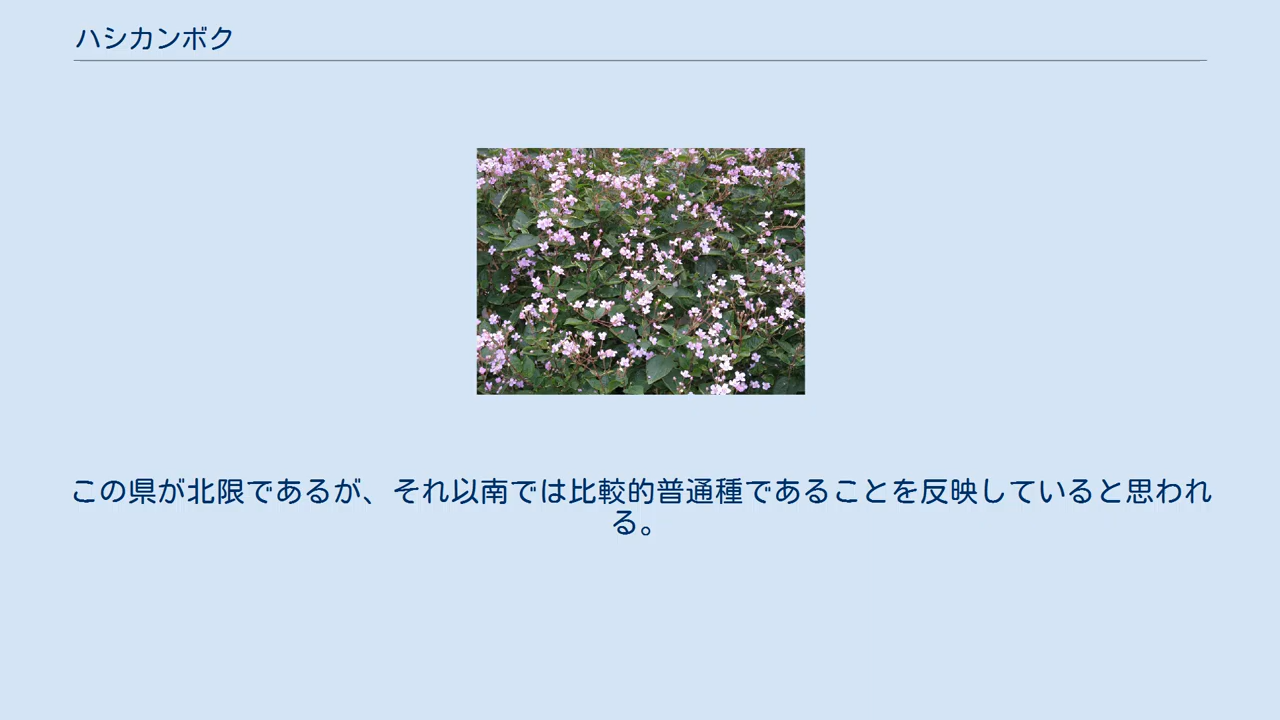 ハシカンボク
この県が北限であるが、それ以南では比較的普通種であることを反映していると思われ
る。